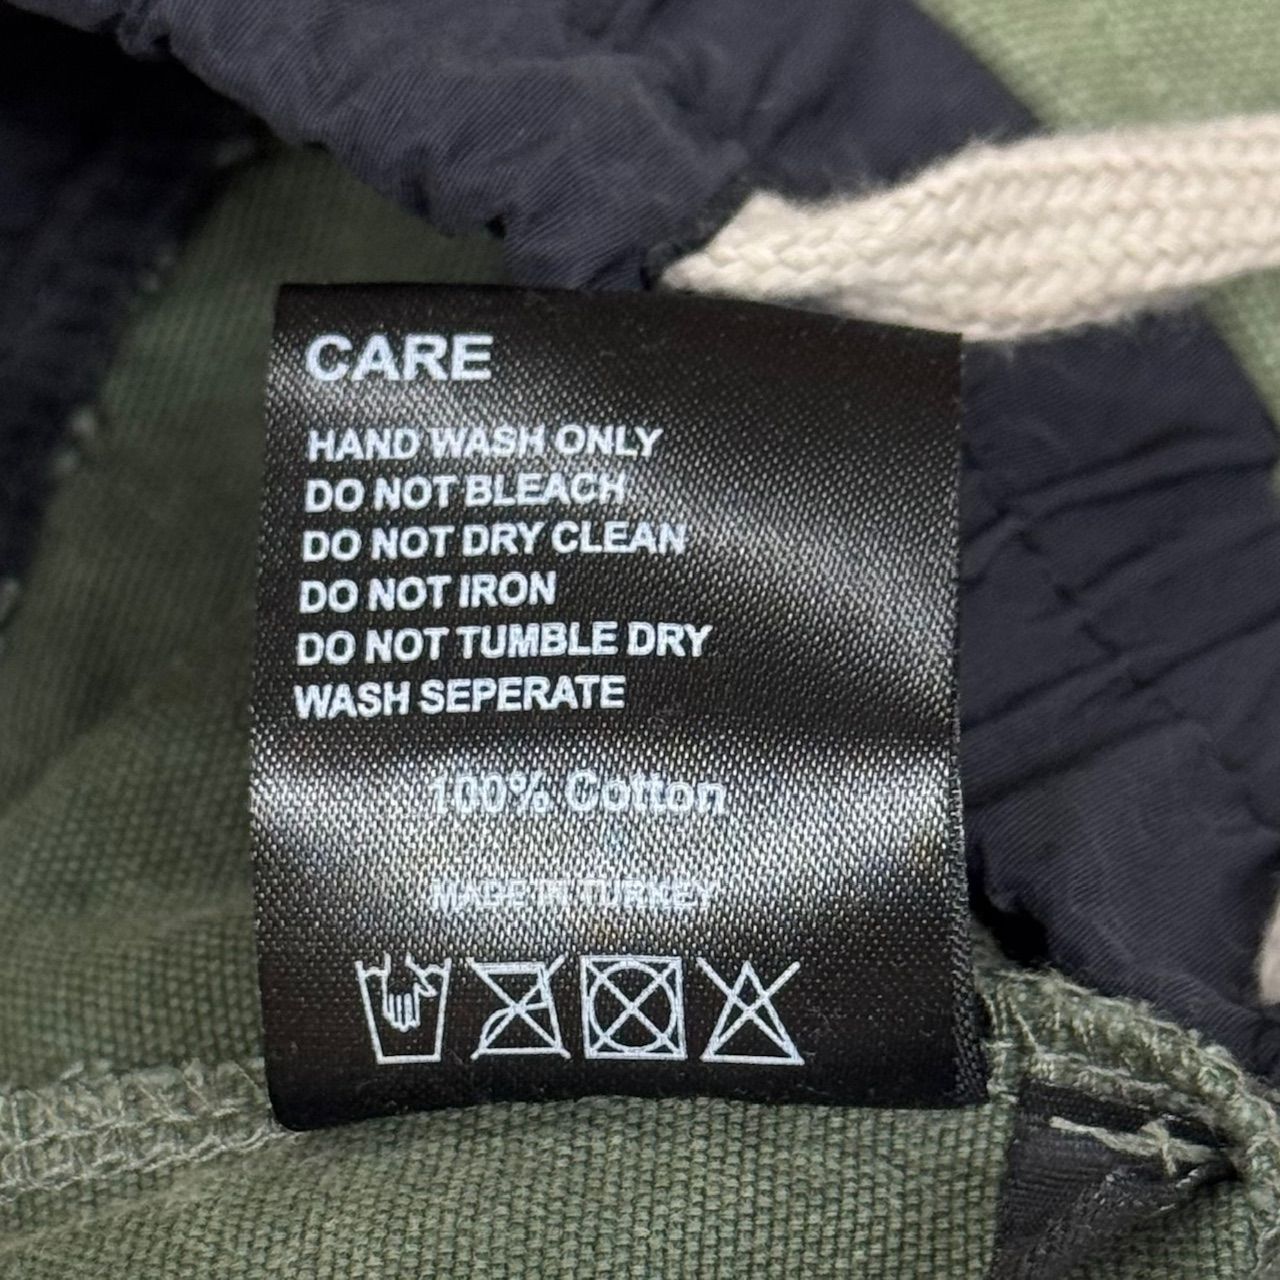 CARE
HAND WASH ONLY
DO NOT BLEACH
DO NOT DRY CLEAN
DO NOT IRON
DO NOT TUMBLE DRY
WASH SEPERATE
100% Cotton
MADE IN TURKEY